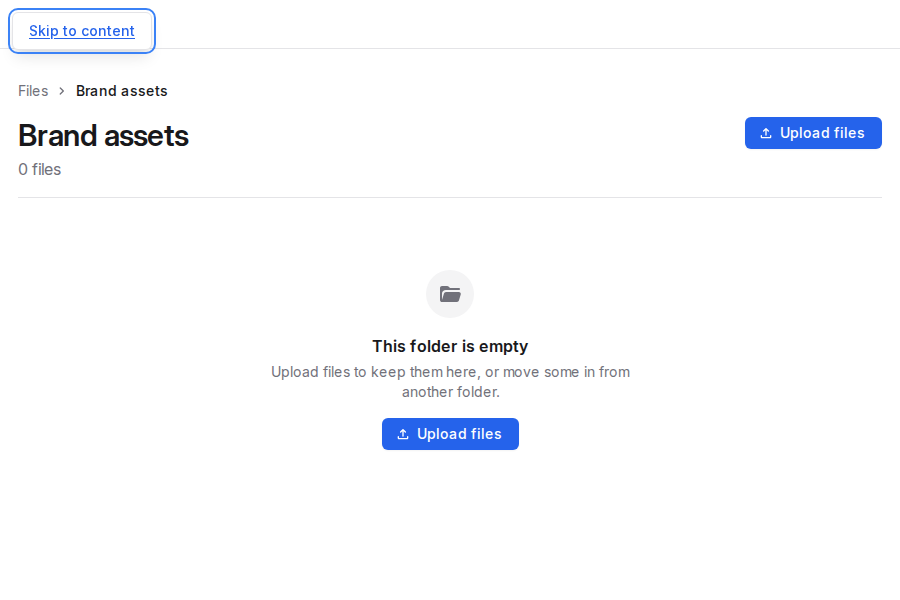 Skip to content
Files > Brand assets
Brand assets
Upload files
0 files
This folder is empty
Upload files to keep them here, or move some in from
another folder.
Upload files